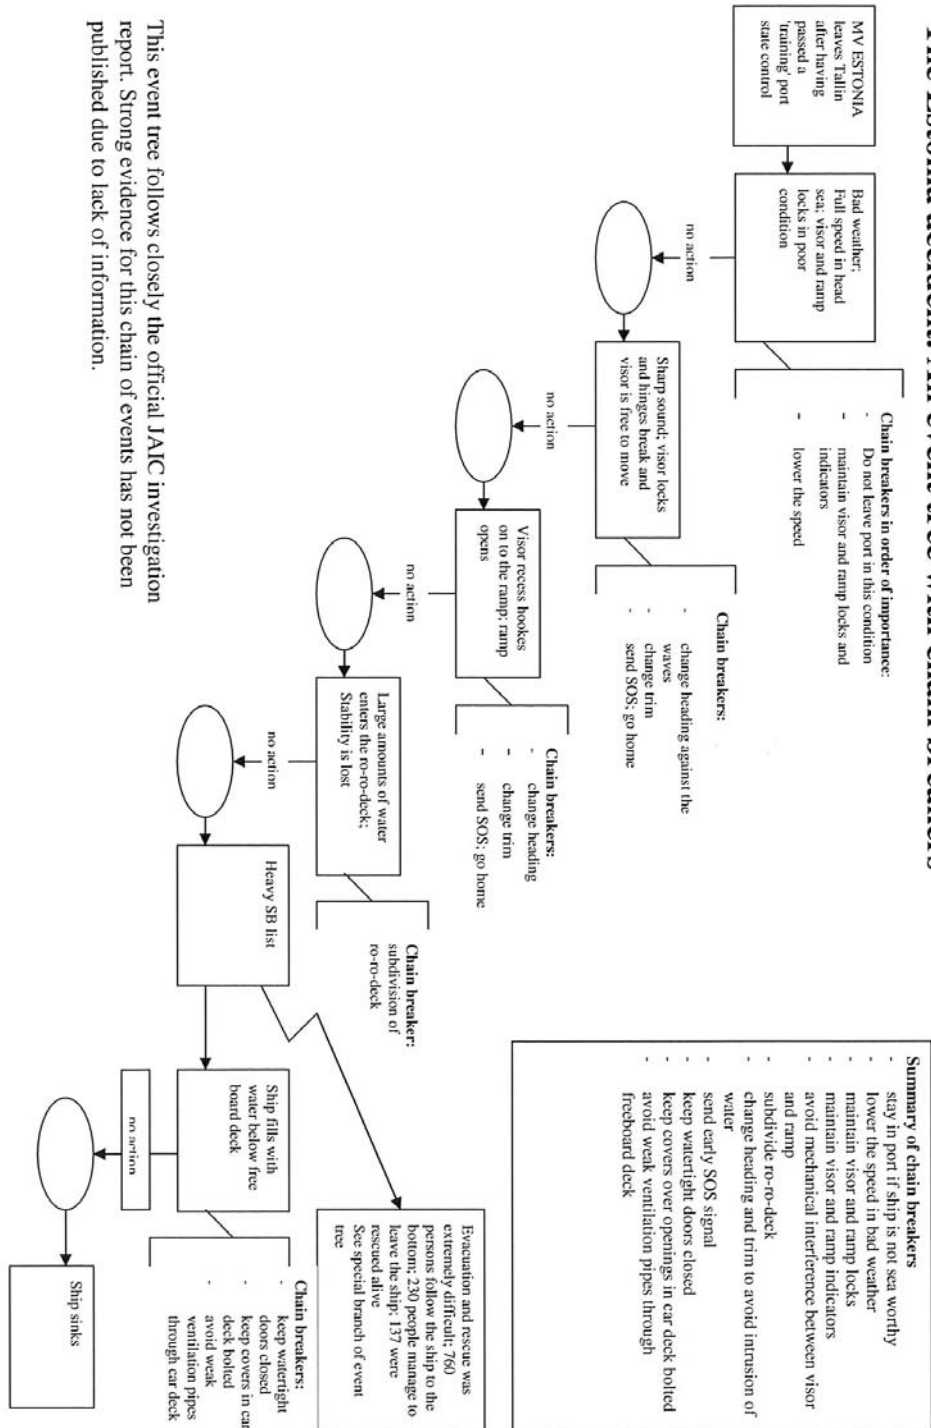 The Estonia accident: An event tree with chain breakers
MV ESTONIA
leaves Tallin
after having
passed a
'training' port
state control
Bad weather;
Full speed in head
sea; visor and ramp
locks in poor
condition
Chain breakers in order of importance:
- Do not leave port in this condition
- maintain visor and ramp locks and
indicators
- lower the speed
no action
Sharp sound; visor locks
and hinges break and
visor is free to move
Chain breakers:
- change heading against the
waves
- change trim
- send SOS; go home
no action
Visor recess hookes
on to the ramp; ramp
opens
Chain breakers:
- change heading
- change trim
- send SOS; go home
no action
Large amounts of water
enters the ro-ro-deck;
Stability is lost
Chain breaker:
subdivision of
ro-ro-deck
no action
Heavy SB list
Summary of chain breakers
- stay in port if ship is not sea worthy
- lower the speed in bad weather
- maintain visor and ramp locks
- maintain visor and ramp indicators
- avoid mechanical interference between visor
and ramp
- subdivide ro-ro-deck
- change heading and trim to avoid intrusion of
water
- send early SOS signal
- keep watertight doors closed
- keep covers over openings in car deck bolted
- avoid weak ventilation pipes through
freeboard deck
Evacuation and rescue was
extremely difficult; 760
persons follow the ship to the
bottom; 230 people manage to
leave the ship; 137 were
rescued alive
See special branch of event
tree
Ship fills with
water below free
board deck
Chain breakers:
- keep watertight
doors closed
- keep covers in car
deck bolted
- avoid weak
ventilation pipes
through car deck
no action
Ship sinks
This event tree follows closely the official JAIC investigation
report. Strong evidence for this chain of events has not been
published due to lack of information.